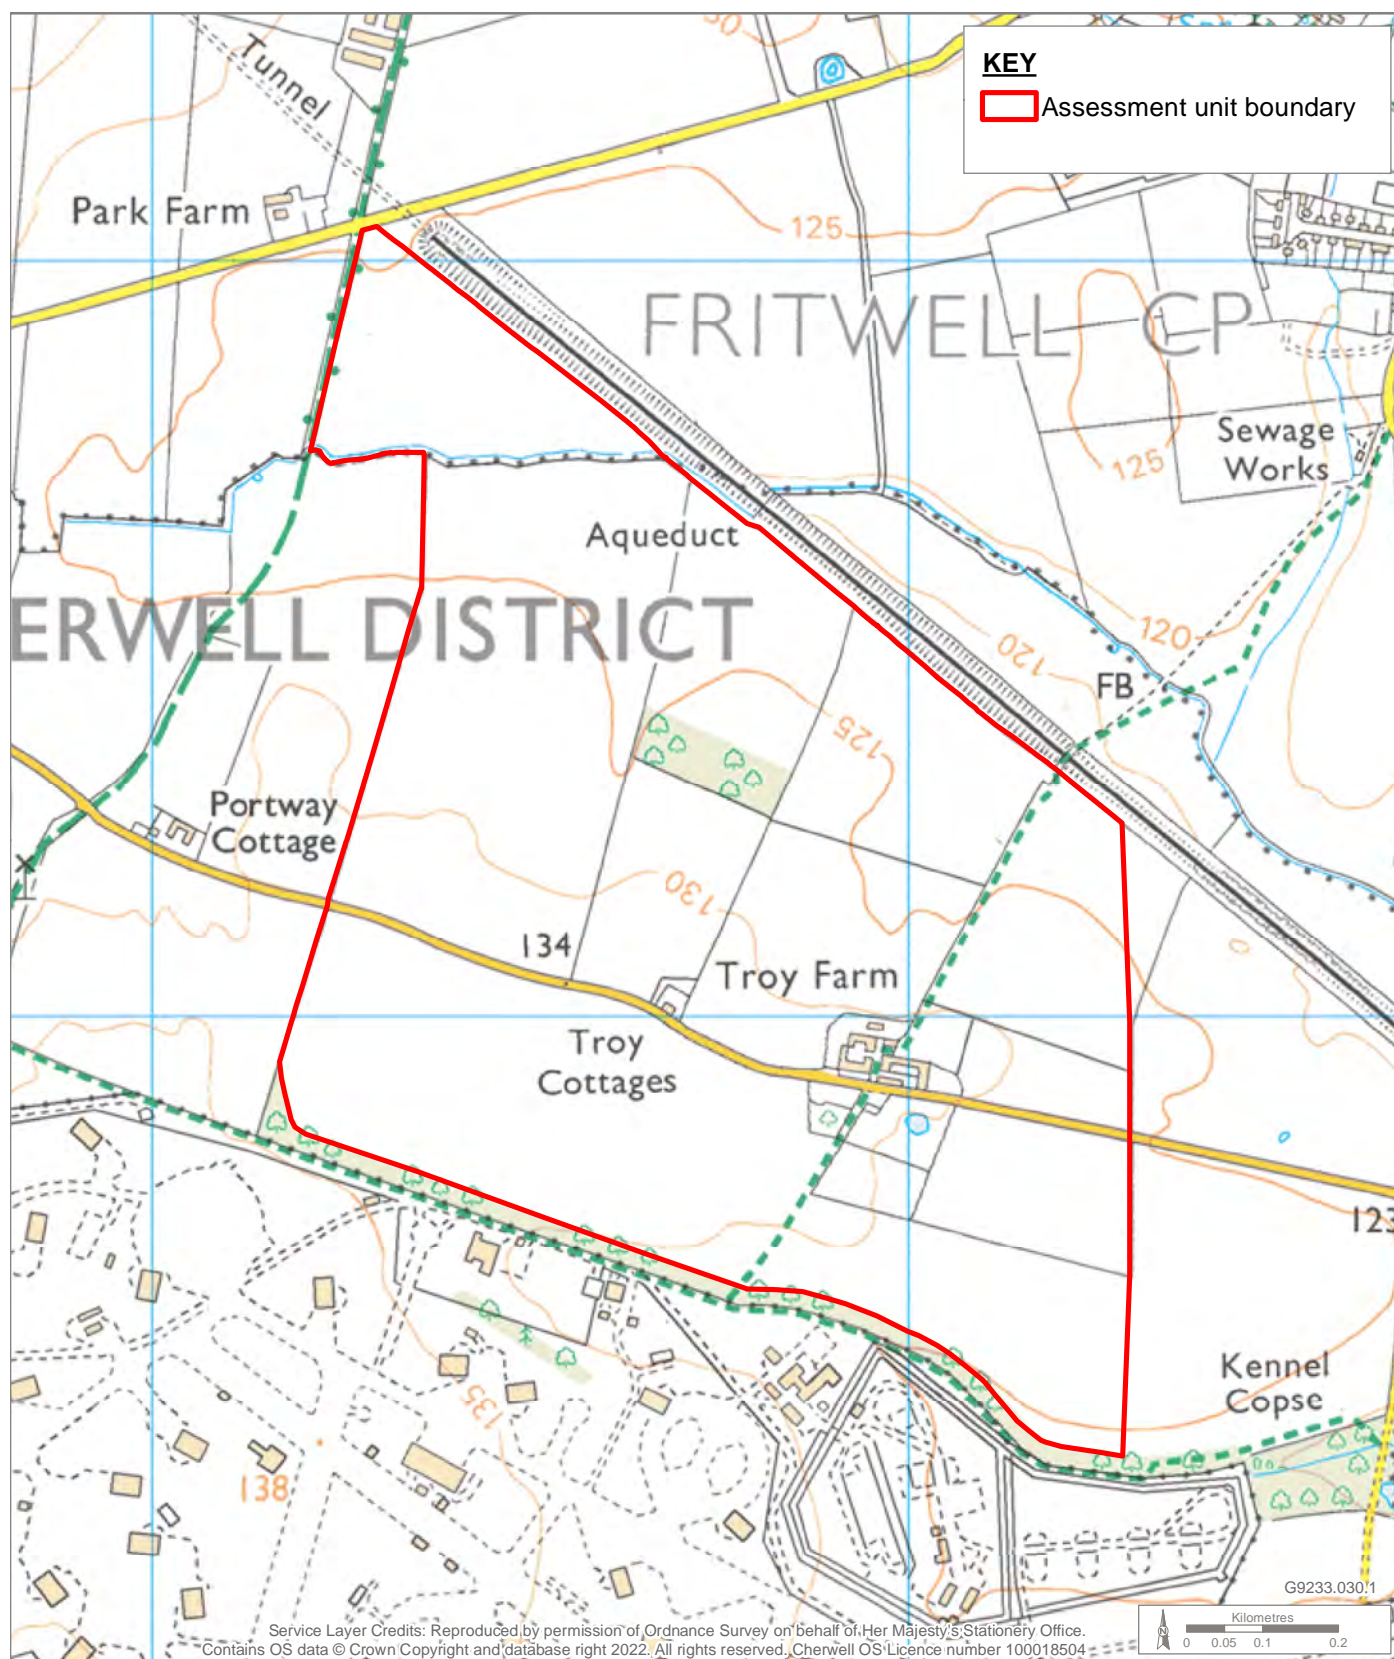 KEY
Assessment unit boundary
Tunnel
Park Farm
125
FRITWELL CP
125
Sewage
Works
Aqueduct
ERWELL DISTRICT
120
120
FB
125
Portway
Cottage
130
134
Troy Farm
Troy
Cottages
123
Kennel
Copse
135
138
G9233.030.1
Service Layer Credits: Reproduced by permission of Ordnance Survey on behalf of Her Majesty's Stationery Office.
Contains OS data © Crown Copyright and database right 2022. All rights reserved. Cherwell OS Licence number 100018504
N
Kilometres
0 0.05 0.1 0.2